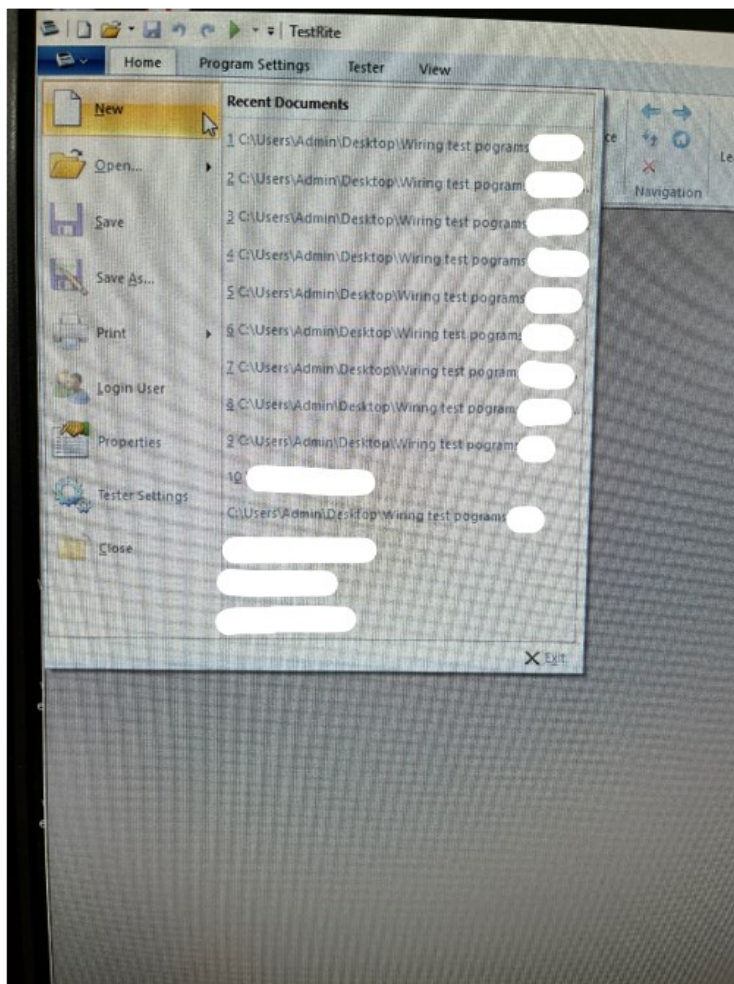 TestRite
Home Program Settings Tester View
New
Open...
Save
Save As...
Print
Login User
Properties
Tester Settings
Close
Recent Documents
1 C:\Users\Admin\Desktop\Wiring test pograms
2 C:\Users\Admin\Desktop\Wiring test pogram
3 C:\Users\Admin\Desktop\Wiring test pograms
4 C:\Users\Admin\Desktop\Wiring test pograms
5 C:\Users\Admin\Desktop\Wiring test pograms
6 C:\Users\Admin\Desktop\Wiring test pogram
7 C:\Users\Admin\Desktop\Wiring test pogram
8 C:\Users\Admin\Desktop\Wiring test pogram
9 C:\Users\Admin\Desktop\Wiring test pograms
10
C:\Users\Admin\Desktop\Wiring test pograms
Exit
ce
Le
Navigation